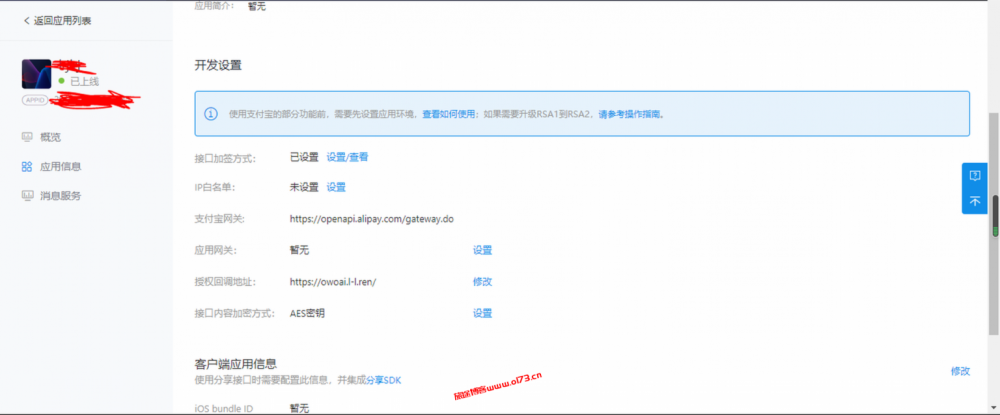 应用简介： 暂无
< 返回应用列表
开发设置
已上线
APPID
使用支付宝的部分功能前，需要先设置应用环境，查看如何使用；如果需要升级RSA1到RSA2，请参考操作指南。
概览
应用信息
消息服务
接口加签方式： 已设置 设置/查看
IP白名单： 未设置 设置
支付宝网关： https://openapi.alipay.com/gateway.do
应用网关： 暂无 设置
授权回调地址： https://owoai.l-l.ren/ 修改
接口内容加密方式： AES密钥 设置
客户端应用信息
使用分享接口时需要配置此信息，并集成分享SDK 修改
iOS bundle ID 暂无
博客www.ol73.cn